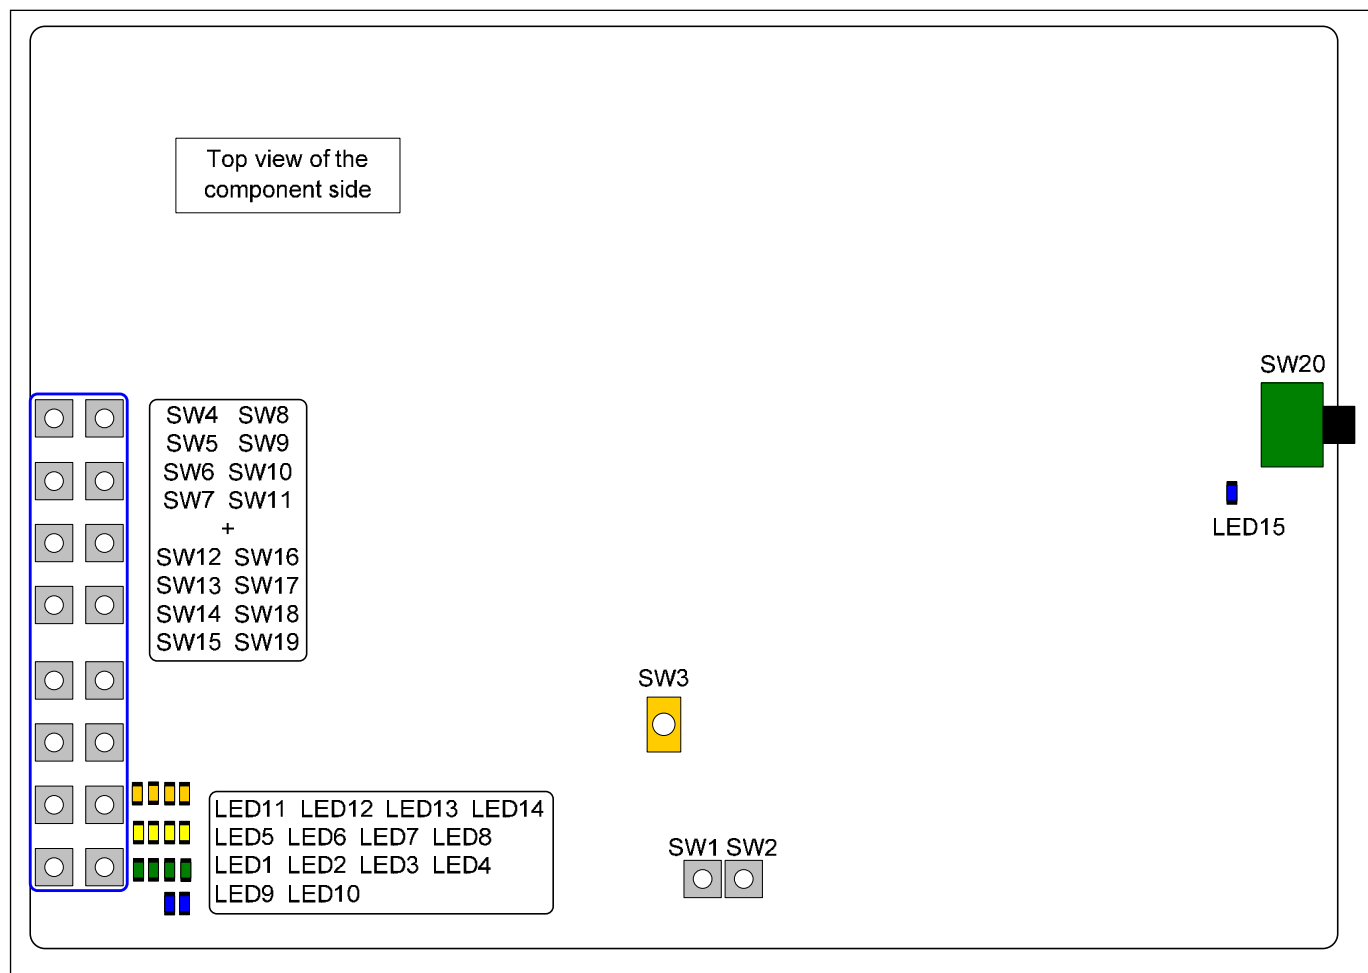 Top view of the
component side
SW20
SW4 SW8
SW5 SW9
SW6 SW10
SW7 SW11
+
SW12 SW16
SW13 SW17
SW14 SW18
SW15 SW19
LED15
SW3
LED11 LED12 LED13 LED14
LED5 LED6 LED7 LED8
LED1 LED2 LED3 LED4
LED9 LED10
SW1 SW2